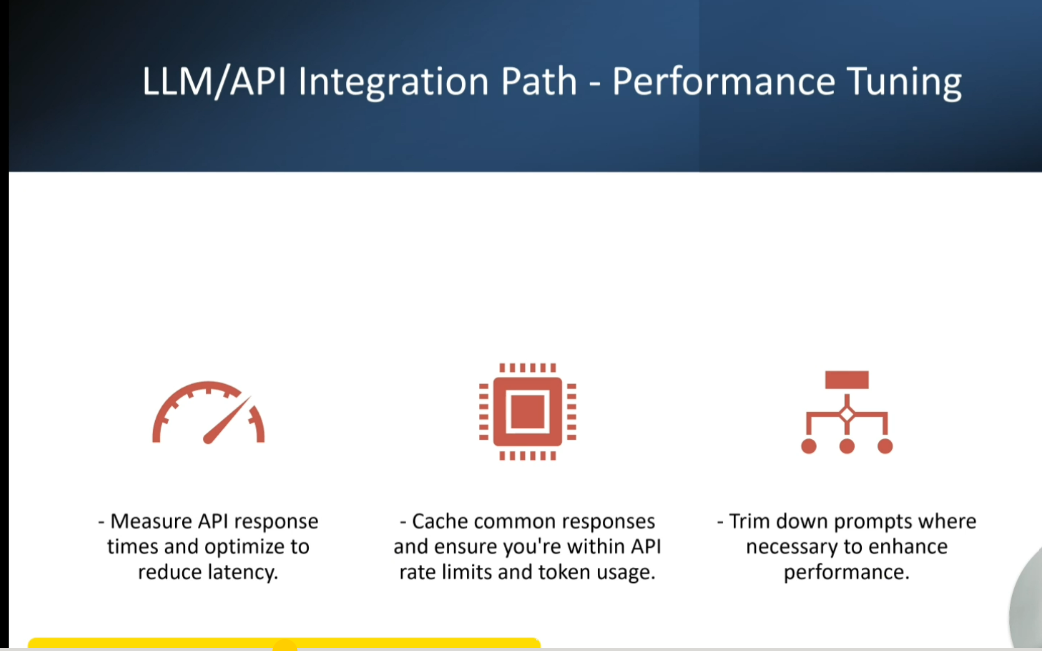 LLM/API Integration Path - Performance Tuning
- Measure API response
times and optimize to
reduce latency.
- Cache common responses
and ensure you're within API
rate limits and token usage.
- Trim down prompts where
necessary to enhance
performance.